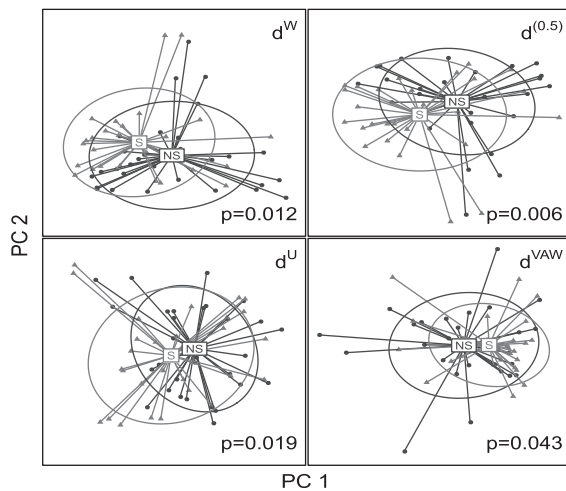 d^W
S
NS
p=0.012
d^(0.5)
NS
S
p=0.006
PC 2
d^U
S
NS
p=0.019
d^VAW
NS
S
p=0.043
PC 1